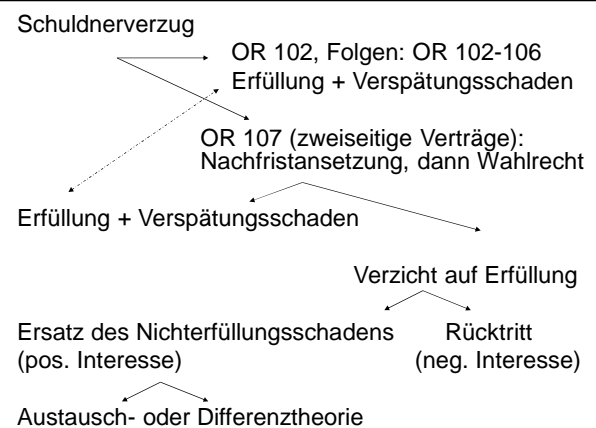 Schuldnerverzug
OR 102, Folgen: OR 102-106
Erfüllung + Verspätungsschaden
OR 107 (zweiseitige Verträge):
Nachfristansetzung, dann Wahlrecht
Erfüllung + Verspätungsschaden
Verzicht auf Erfüllung
Ersatz des Nichterfüllungsschadens
(pos. Interesse)
Rücktritt
(neg. Interesse)
Austausch- oder Differenztheorie